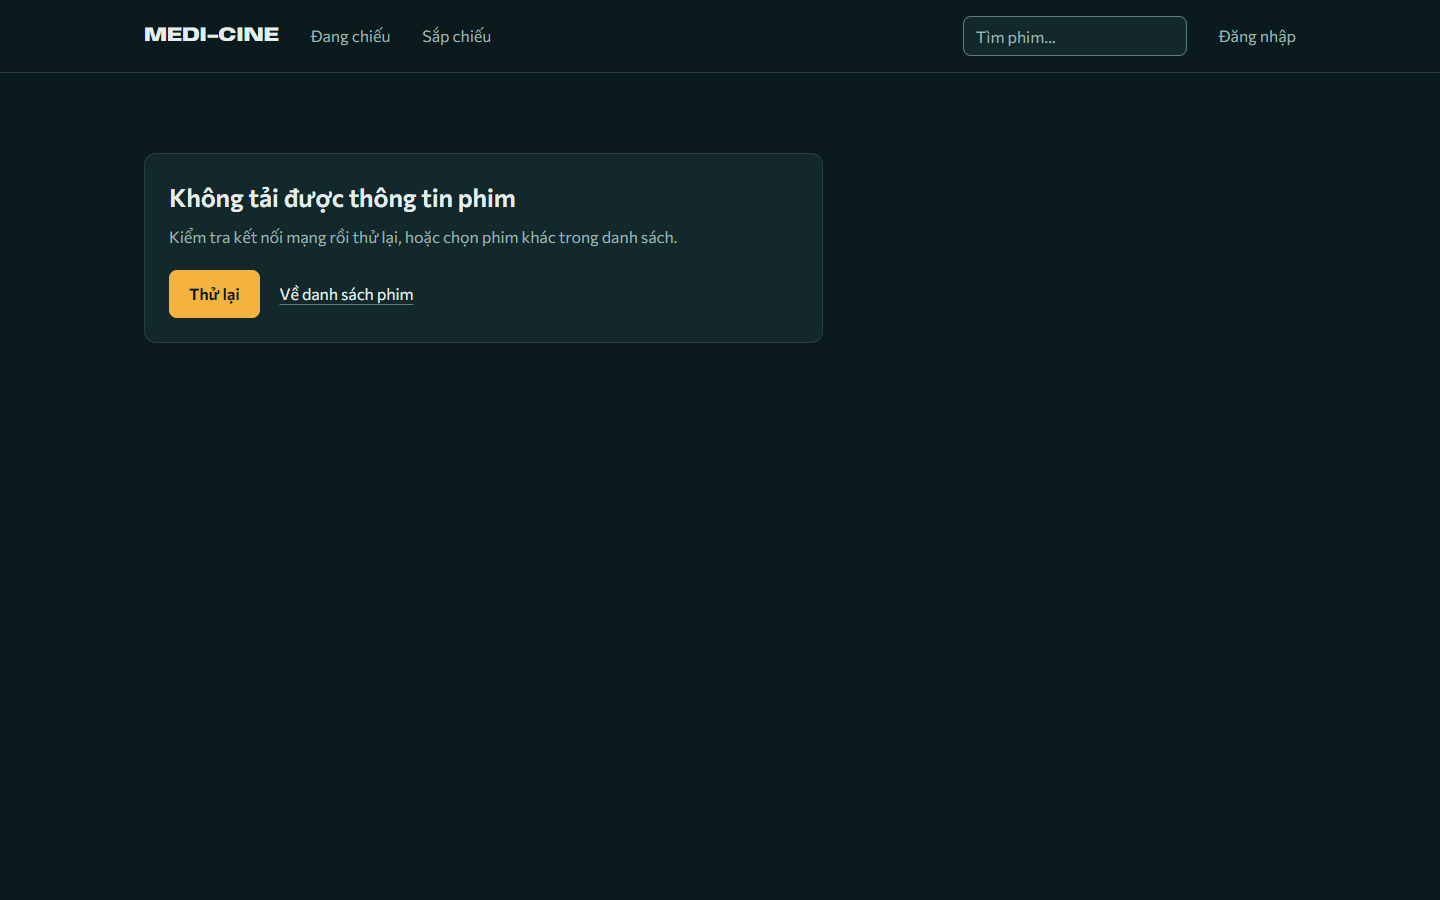 MEDI-CINE
Đang chiếu
Sắp chiếu
Tìm phim...
Đăng nhập
Không tải được thông tin phim
Kiểm tra kết nối mạng rồi thử lại, hoặc chọn phim khác trong danh sách.
Thử lại
Về danh sách phim